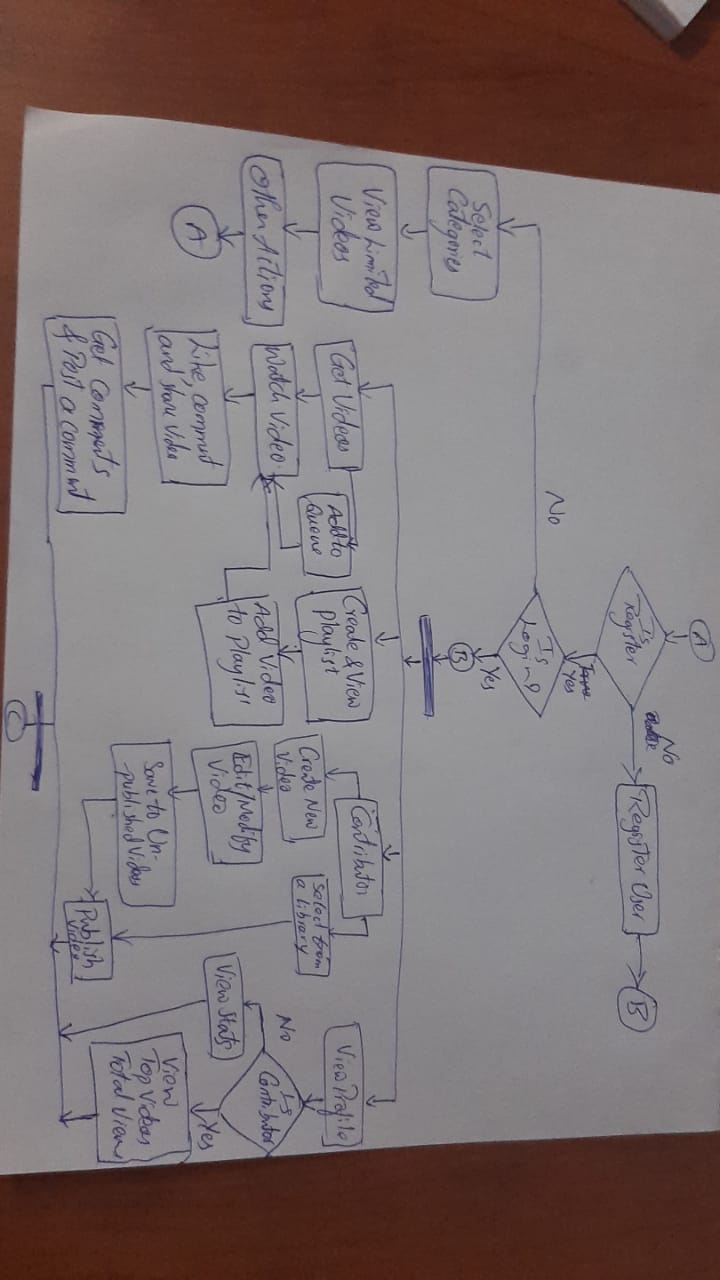 A
Is
Register
No
Register User
B
Yes
Is
Login?
No
Yes
B
Select
Categories
View Limited
Videos
Other Actions
A
Get Videos
Add to
Queue
Watch Video
Like, comment
and share video
Get Comments
& Post a comment
Create & View
Playlist
Add Video
to Playlist
Contributor
Create New
Video
Select from
a library
Edit/Modify
Video
Save to Un-
-published Videos
Publish
Video
View Profile
Is
Contributor
No
View Stats
Yes
View
Top Videos
Total Views
C